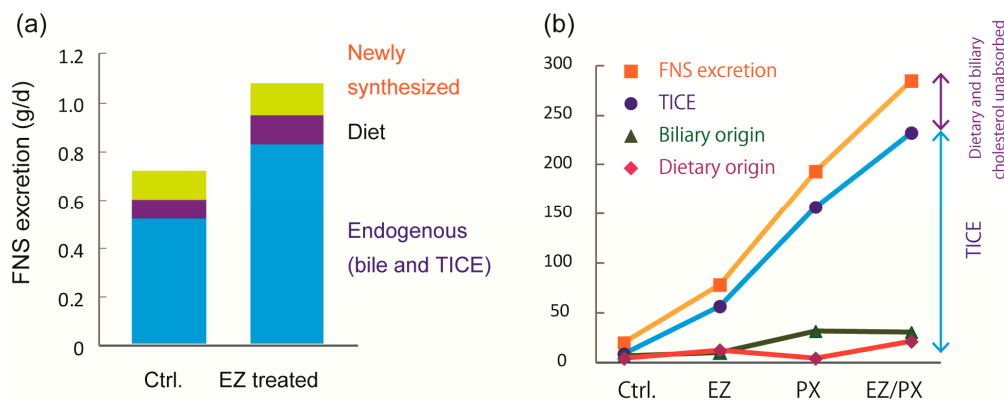 (a)
FNS excretion (g/d)
1.2
1.0
0.8
0.6
0.4
0.2
0
Ctrl.
EZ treated
Newly
synthesized
Diet
Endogenous
(bile and TICE)
(b)
300
250
200
150
100
50
0
FNS excretion
TICE
Biliary origin
Dietary origin
Ctrl.
EZ
PX
EZ/PX
Dietary and biliary
cholesterol unabsorbed
TICE